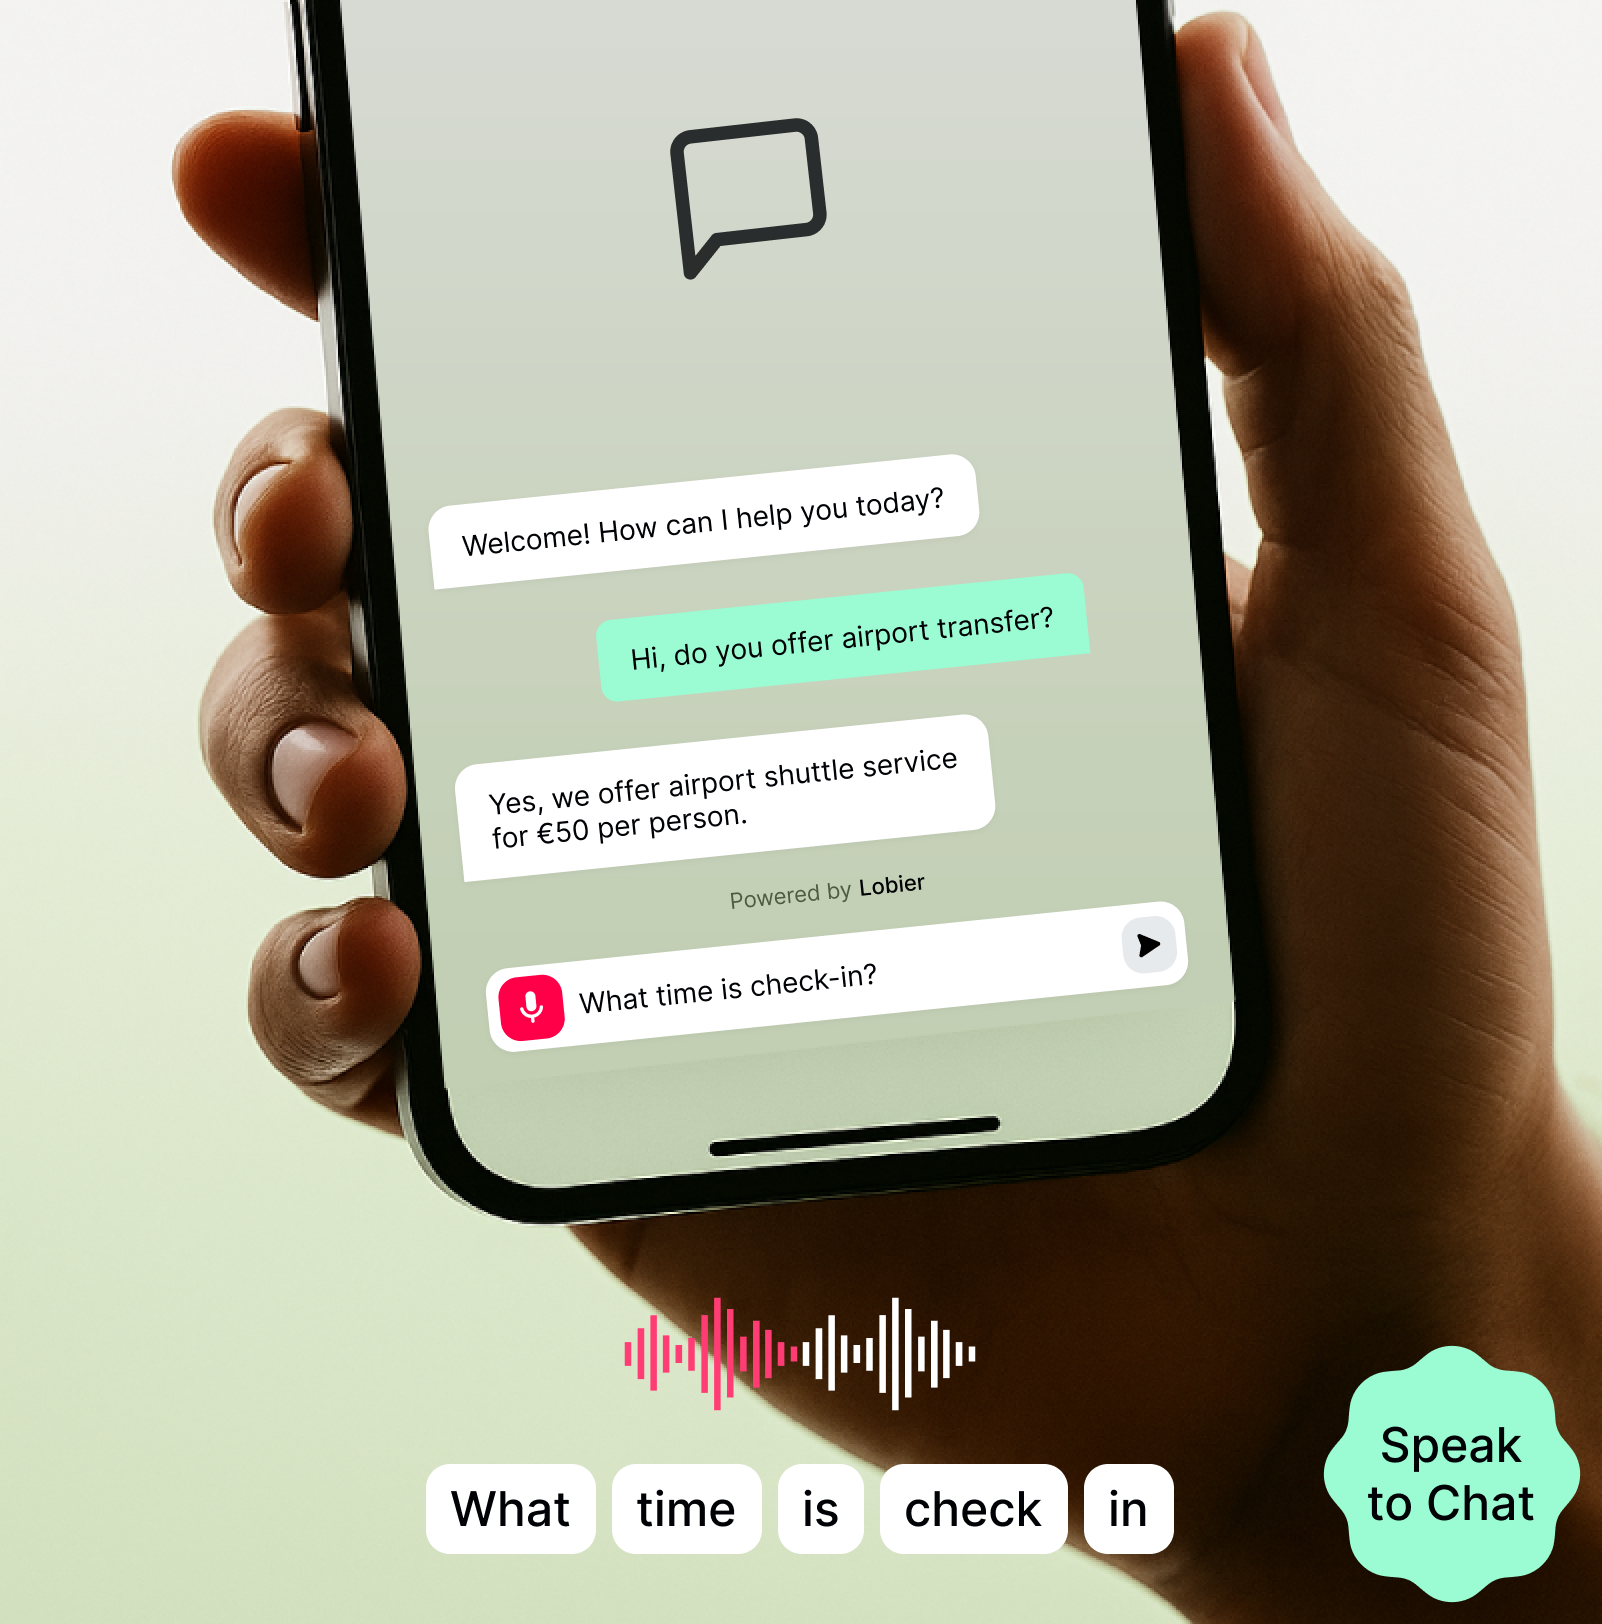 Welcome! How can I help you today?
Hi, do you offer airport transfer?
Yes, we offer airport shuttle service
for €50 per person.
Powered by Lobier
What time is check-in?
What time is check in
Speak
to Chat